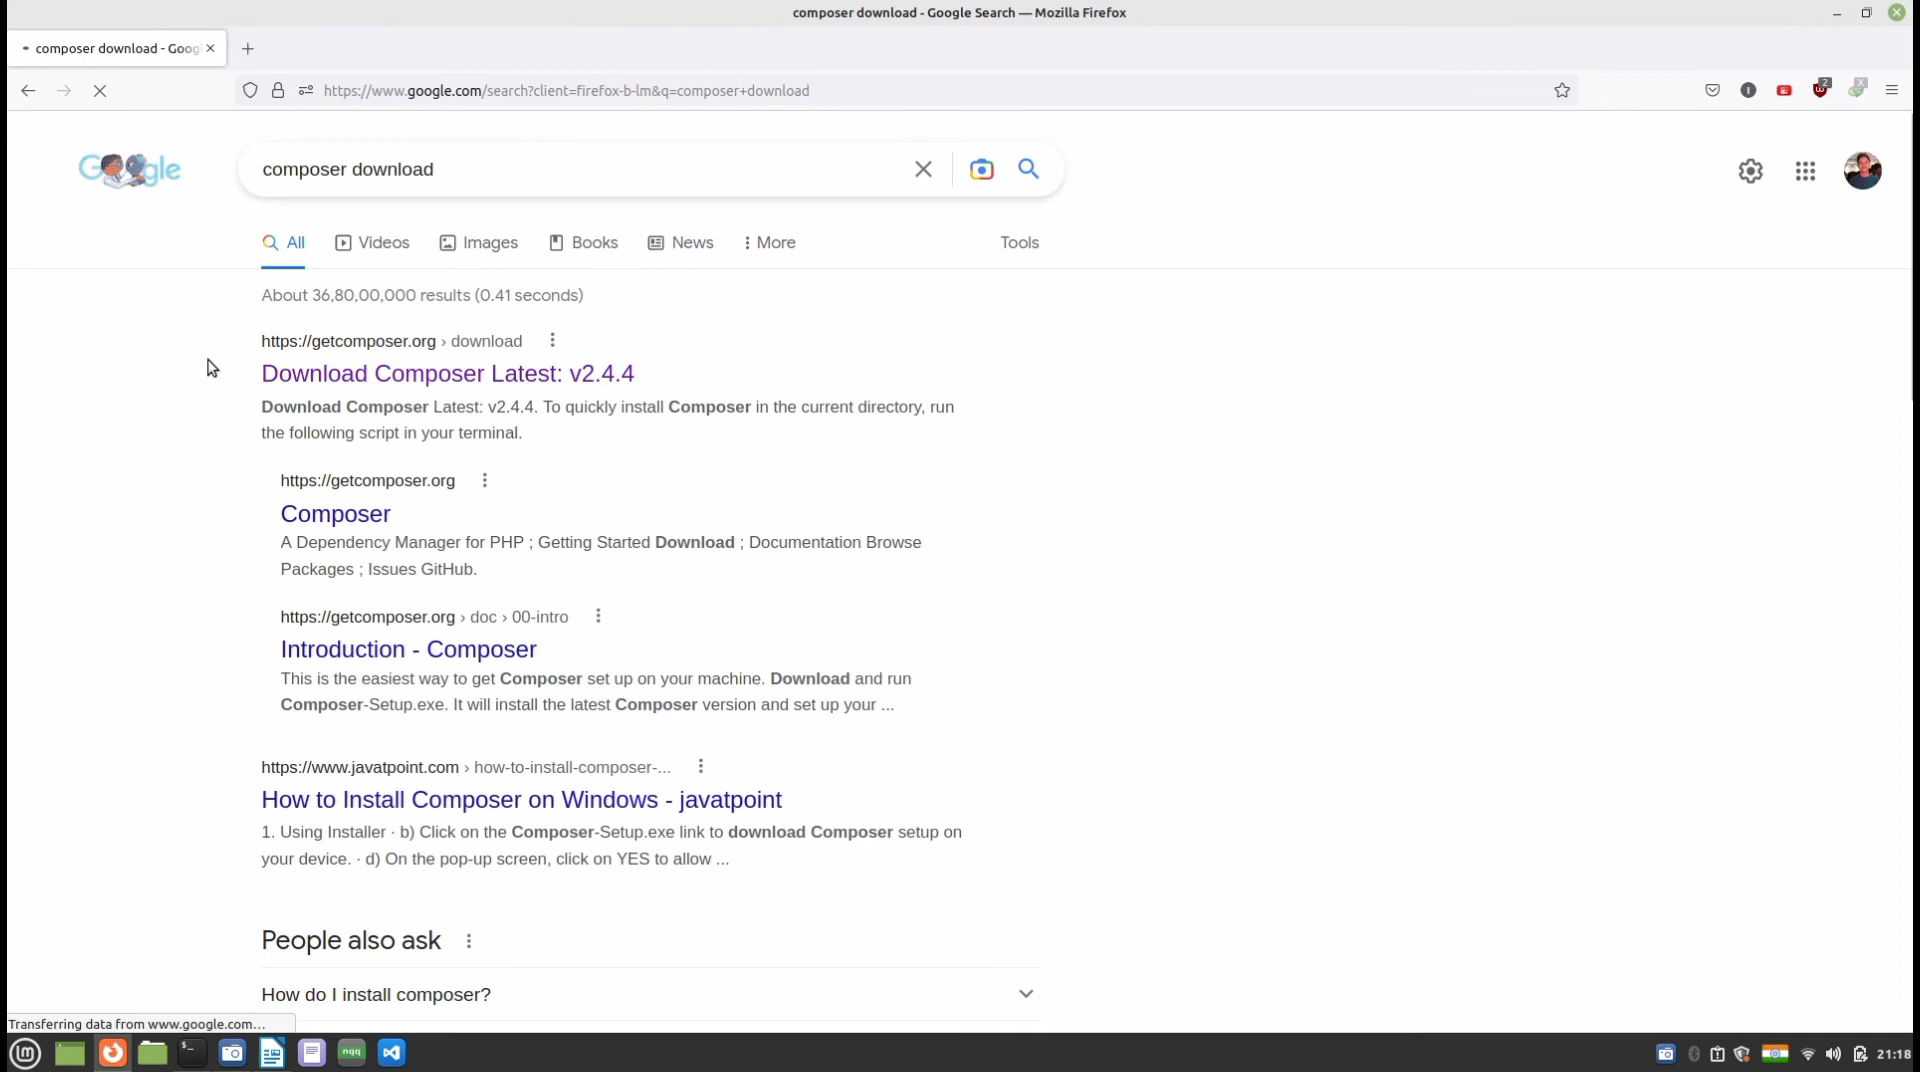 composer download - Google Search — Mozilla Firefox
composer download - Goog
https://www.google.com/search?client=firefox-b-lm&q=composer+download
2
Google
composer download
All
Videos
Images
Books
News
More
Tools
About 36,80,00,000 results (0.41 seconds)
https://getcomposer.org › download
Download Composer Latest: v2.4.4
Download Composer Latest: v2.4.4. To quickly install Composer in the current directory, run
the following script in your terminal.
https://getcomposer.org
Composer
A Dependency Manager for PHP ; Getting Started Download ; Documentation Browse
Packages ; Issues GitHub.
https://getcomposer.org › doc › 00-intro
Introduction - Composer
This is the easiest way to get Composer set up on your machine. Download and run
Composer-Setup.exe. It will install the latest Composer version and set up your ...
https://www.javatpoint.com › how-to-install-composer-...
How to Install Composer on Windows - javatpoint
1. Using Installer · b) Click on the Composer-Setup.exe link to download Composer setup on
your device. · d) On the pop-up screen, click on YES to allow ...
People also ask
How do I install composer?
Transferring data from www.google.com...
nqq
21:18